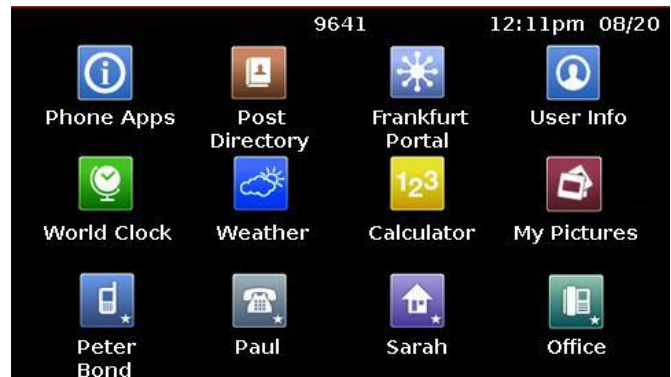 9641 12:11pm 08/20
Phone Apps Post Directory Frankfurt Portal User Info
123
World Clock Weather Calculator My Pictures
Peter Bond Paul Sarah Office